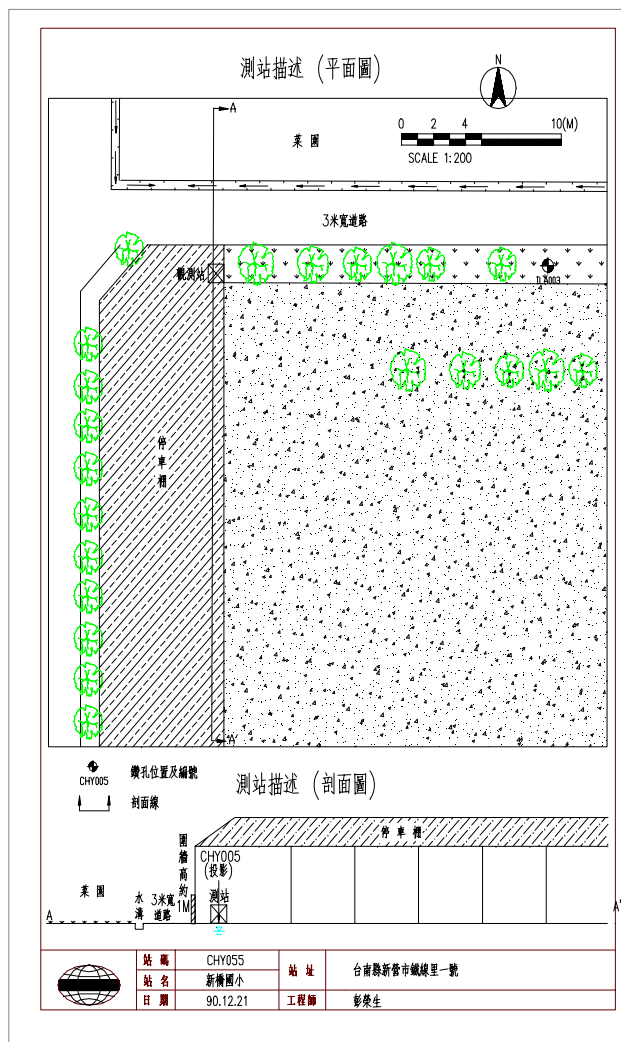 測站描述 (平面圖)
N
A
菜 園
0 2 4 10(M)
SCALE 1:200
3米寬道路
觀測站
停車棚
A'
CHY005
鑽孔位置及編號
剖面線
測站描述 (剖面圖)
停 車 棚
圍牆高約1M
CHY005
(投影)
測站
菜 園
水溝
3米寬
道路
A
A'
站 碼 CHY055
站 名 新橋國小
日 期 90.12.21
站 址 台南縣新營市鐵線里一號
工程師 彭榮生